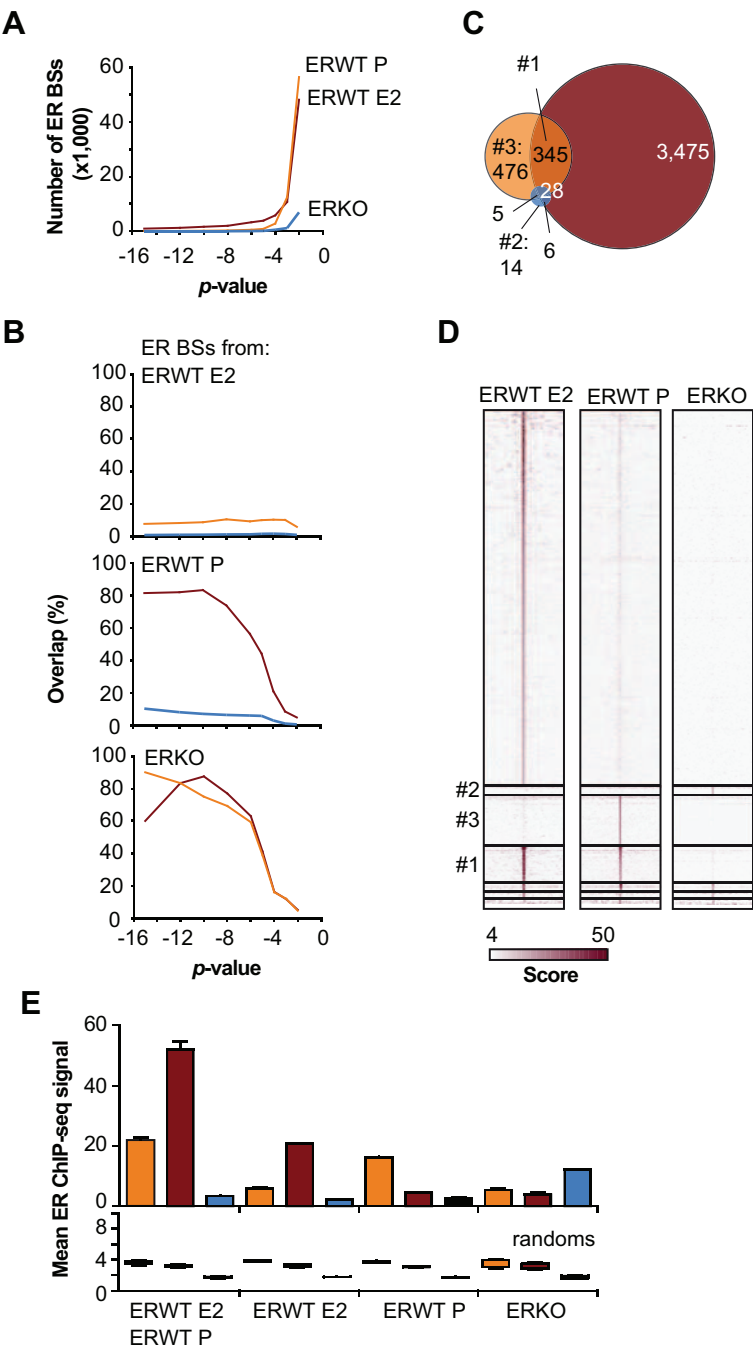 A
Number of ER BSs
(x1,000)
60
40
20
0
-16 -12 -8 -4 0
p-value
ERWT P
ERWT E2
ERKO
C
#1
#3:
476
345
3,475
28
5
#2:
14
6
B
ER BSs from:
ERWT E2
100
80
60
40
20
0
ERWT P
100
80
60
40
20
0
ERKO
100
80
60
40
20
0
Overlap (%)
-16 -12 -8 -4 0
p-value
D
ERWT E2 ERWT P ERKO
#2
#3
#1
4 50
Score
E
Mean ER ChIP-seq signal
60
40
20
0
8
4
0
randoms
ERWT E2
ERWT P
ERWT E2
ERWT P
ERKO